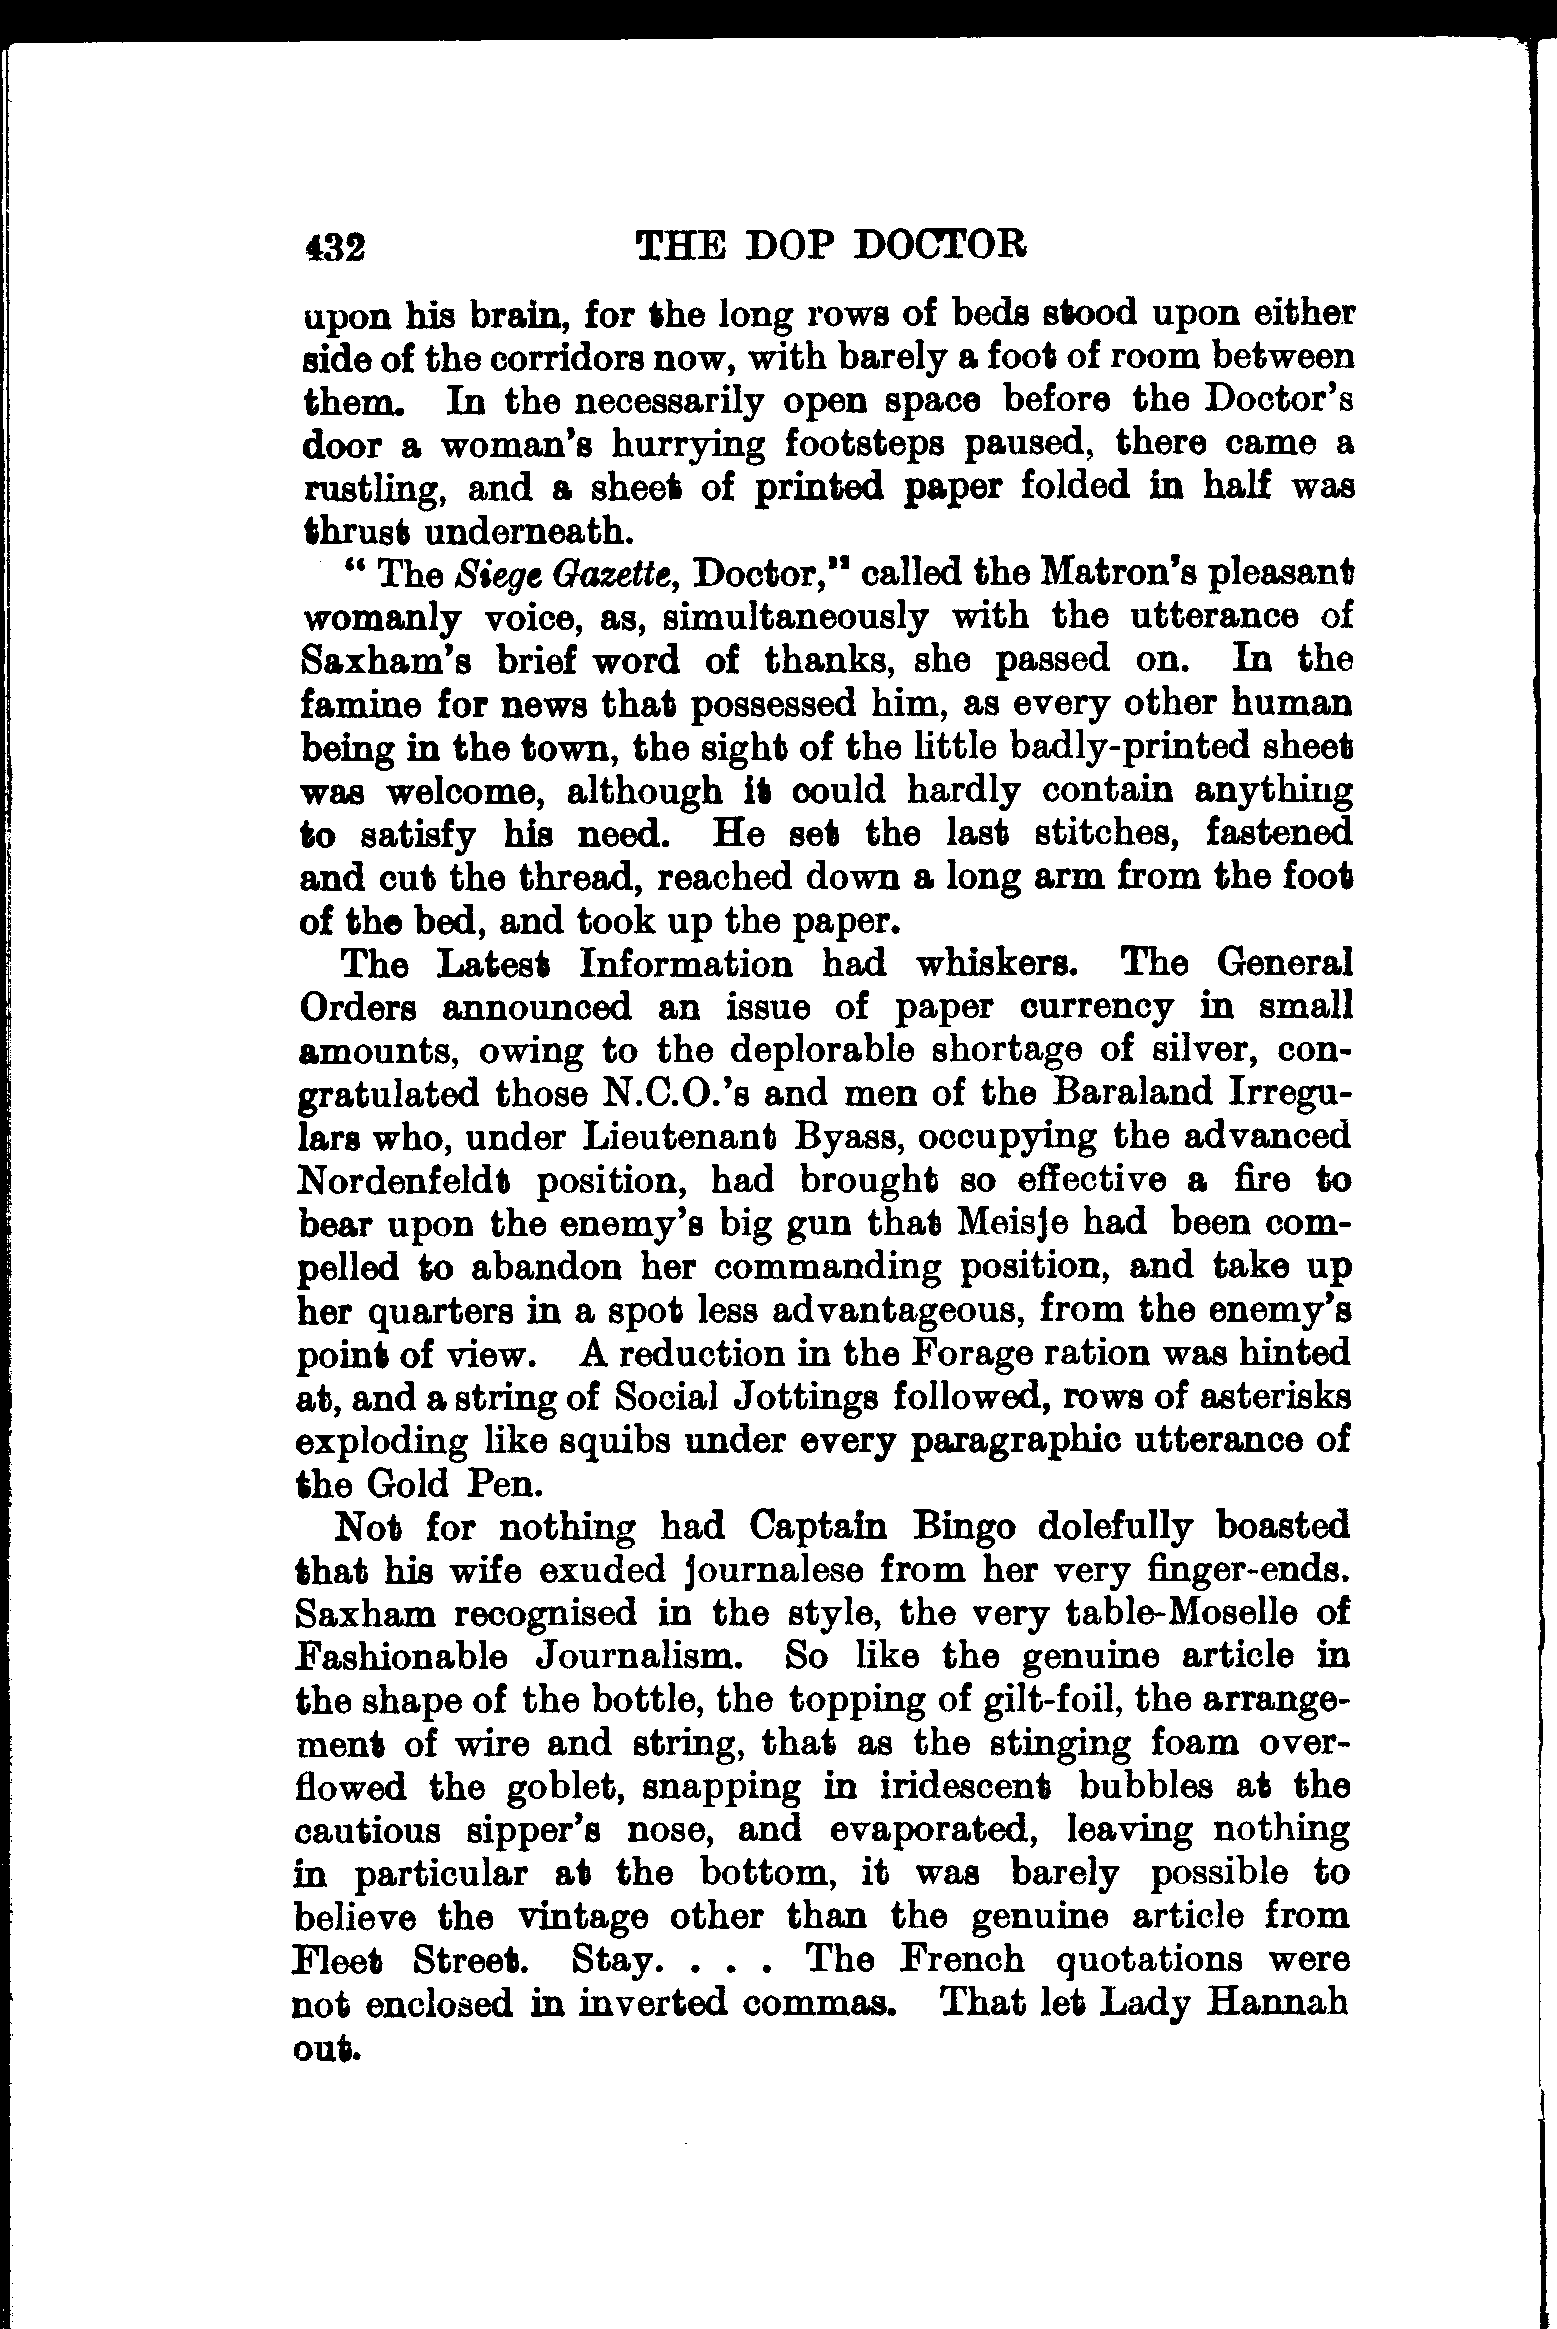 432 THE DOP DOCTOR
upon his brain, for the long rows of beds stood upon either
side of the corridors now, with barely a foot of room between
them. In the necessarily open space before the Doctor's
door a woman's hurrying footsteps paused, there came a
rustling, and a sheet of printed paper folded in half was
thrust underneath.
" The Siege Gazette, Doctor," called the Matron's pleasant
womanly voice, as, simultaneously with the utterance of
Saxham's brief word of thanks, she passed on. In the
famine for news that possessed him, as every other human
being in the town, the sight of the little badly-printed sheet
was welcome, although it could hardly contain anything
to satisfy his need. He set the last stitches, fastened
and cut the thread, reached down a long arm from the foot
of the bed, and took up the paper.
The Latest Information had whiskers. The General
Orders announced an issue of paper currency in small
amounts, owing to the deplorable shortage of silver, con-
gratulated those N.C.O.'s and men of the Baraland Irregu-
lars who, under Lieutenant Byass, occupying the advanced
Nordenfeldt position, had brought so effective a fire to
bear upon the enemy's big gun that Meisje had been com-
pelled to abandon her commanding position, and take up
her quarters in a spot less advantageous, from the enemy's
point of view. A reduction in the Forage ration was hinted
at, and a string of Social Jottings followed, rows of asterisks
exploding like squibs under every paragraphic utterance of
the Gold Pen.
Not for nothing had Captain Bingo dolefully boasted
that his wife exuded journalese from her very finger-ends.
Saxham recognised in the style, the very table-Moselle of
Fashionable Journalism. So like the genuine article in
the shape of the bottle, the topping of gilt-foil, the arrange-
ment of wire and string, that as the stinging foam over-
flowed the goblet, snapping in iridescent bubbles at the
cautious sipper's nose, and evaporated, leaving nothing
in particular at the bottom, it was barely possible to
believe the vintage other than the genuine article from
Fleet Street. Stay. . . . The French quotations were
not enclosed in inverted commas. That let Lady Hannah
out.